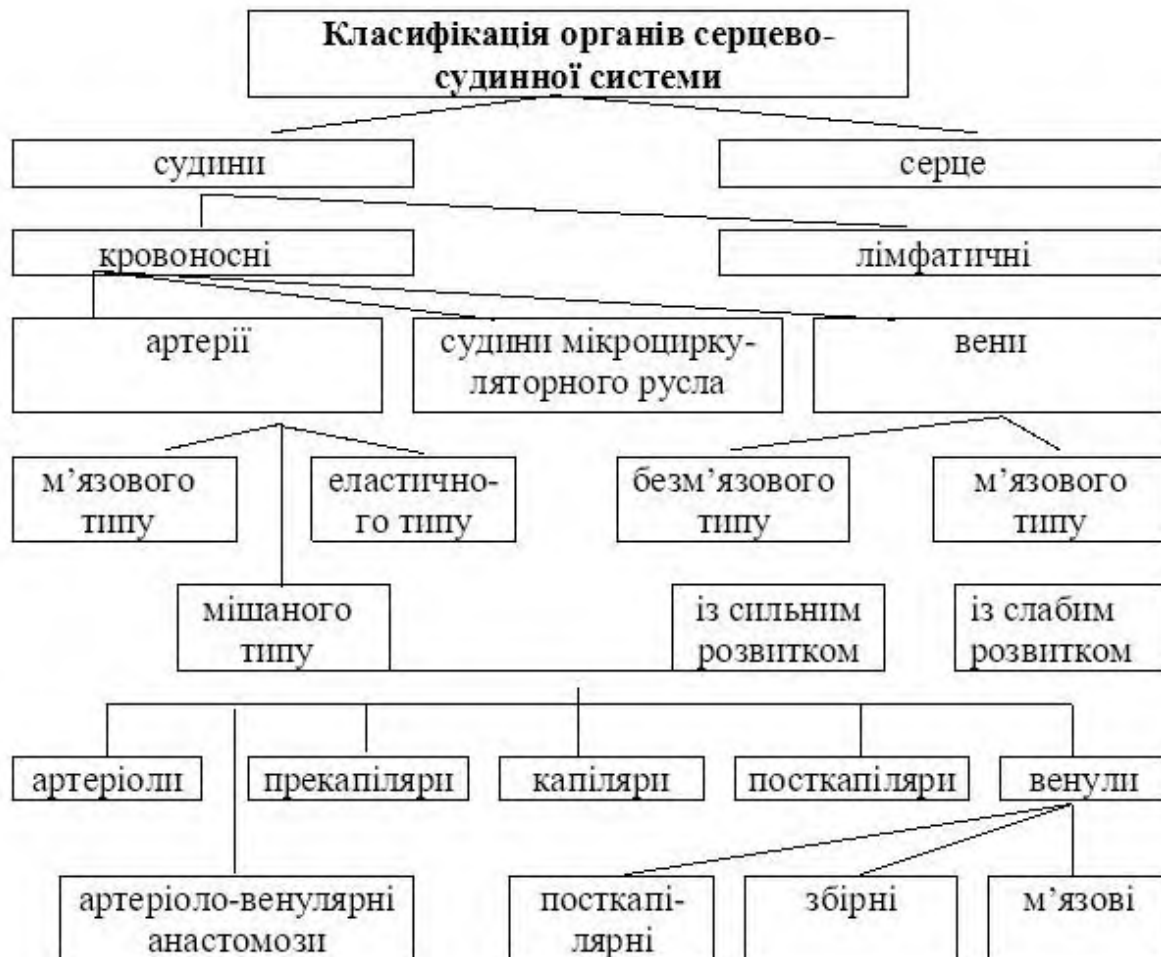 Класифікація органів серцево-
судинної системи
судини
серце
кровоносні
лімфатичні
артерії
судини мікроцирку-
ляторного русла
вени
м’язового
типу
еластично-
го типу
безм’язового
типу
м’язового
типу
мішаного
типу
із сильним
розвитком
із слабим
розвитком
артеріоли
прекапіляри
капіляри
посткапіляри
венули
артеріоло-венулярні
анастомози
посткапі-
лярні
збірні
м’язові